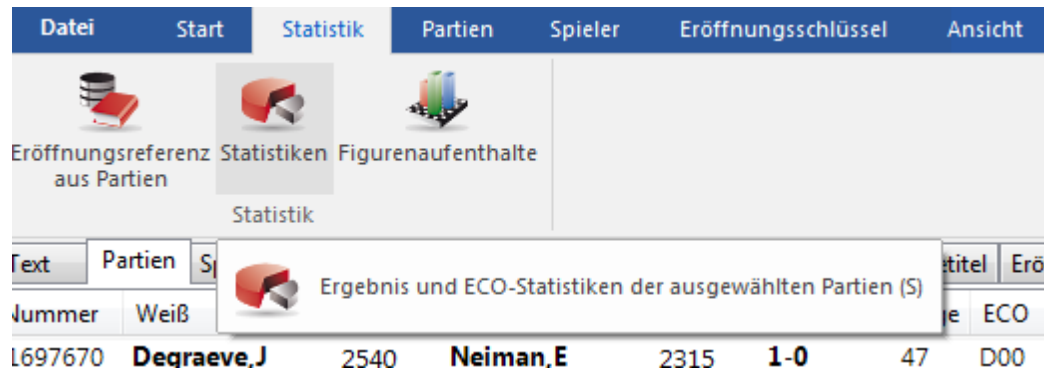 Datei Start Statistik Partien Spieler Eröffnungsschlüssel Ansicht
Eröffnungsreferenz aus Partien
Statistiken
Figurenaufenthalte
Statistik
Text Partien
Ergebnis und ECO-Statistiken der ausgewählten Partien (S)
Nummer Weiß ECO
1697670 Degraeve,J 2540 Neiman,E 2315 1-0 47 D00